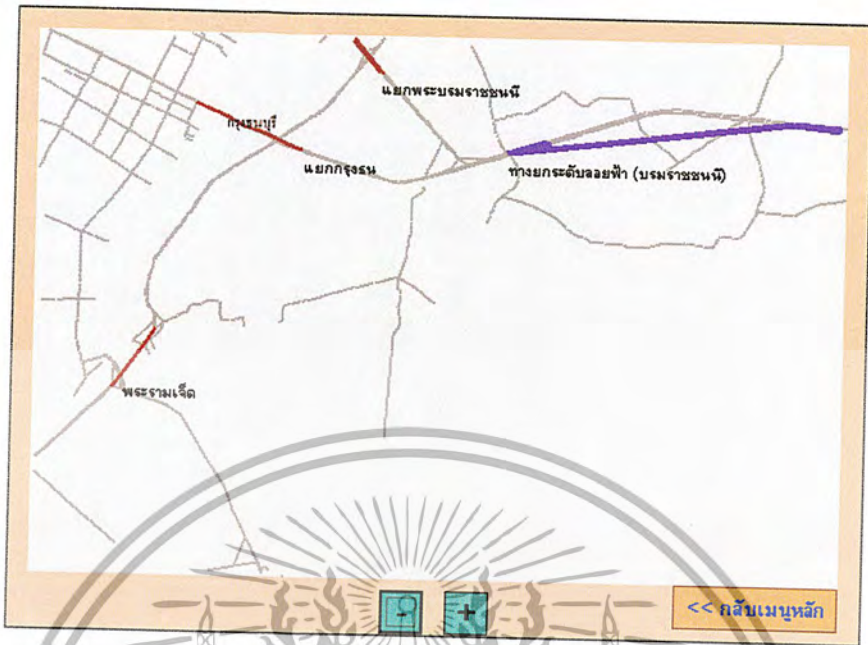 แยกพระบรมราชชนนี
กรุงธนบุรี
แยกกรุงธน
ทางยกระดับลอยฟ้า (บรมราชชนนี)
พระรามเจ็ด
- +
<< กลับเมนูหลัก